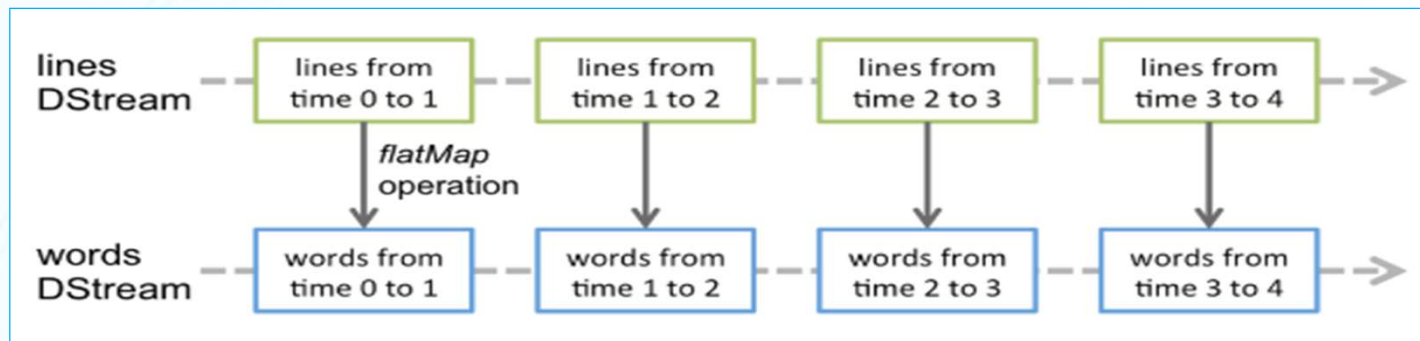 lines
DStream
lines from
time 0 to 1
lines from
time 1 to 2
lines from
time 2 to 3
lines from
time 3 to 4
flatMap
operation
words
DStream
words from
time 0 to 1
words from
time 1 to 2
words from
time 2 to 3
words from
time 3 to 4